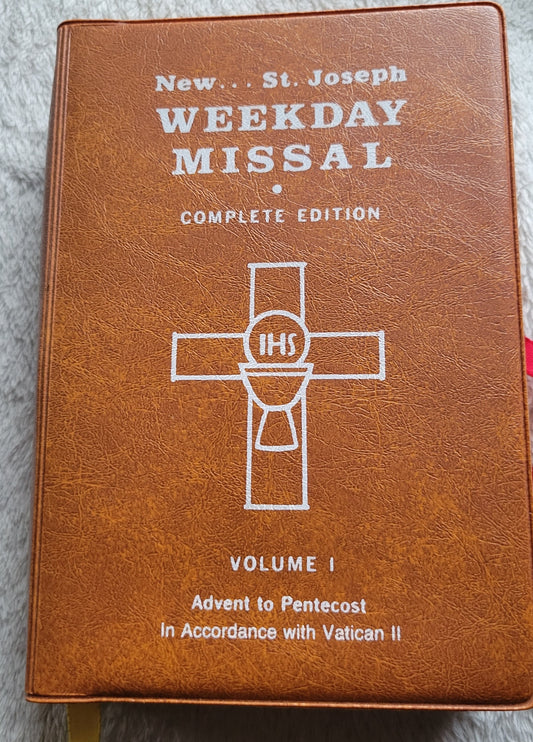 New... St. Joseph
WEEKDAY
MISSAL
•
COMPLETE EDITION
IHS
VOLUME I
Advent to Pentecost
In Accordance with Vatican II